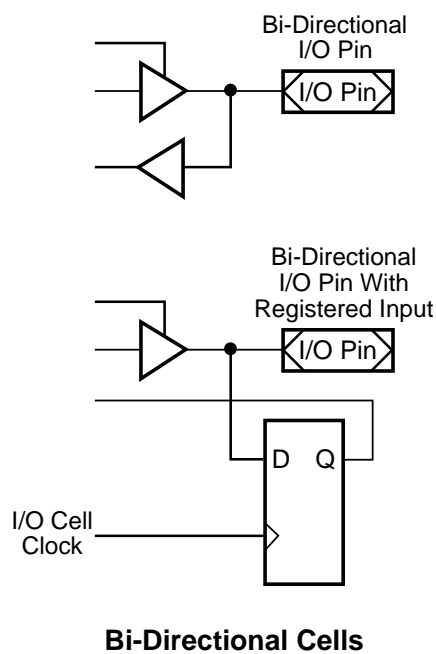 Bi-Directional
I/O Pin
I/O Pin
Bi-Directional
I/O Pin With
Registered Input
I/O Pin
D Q
I/O Cell
Clock
Bi-Directional Cells